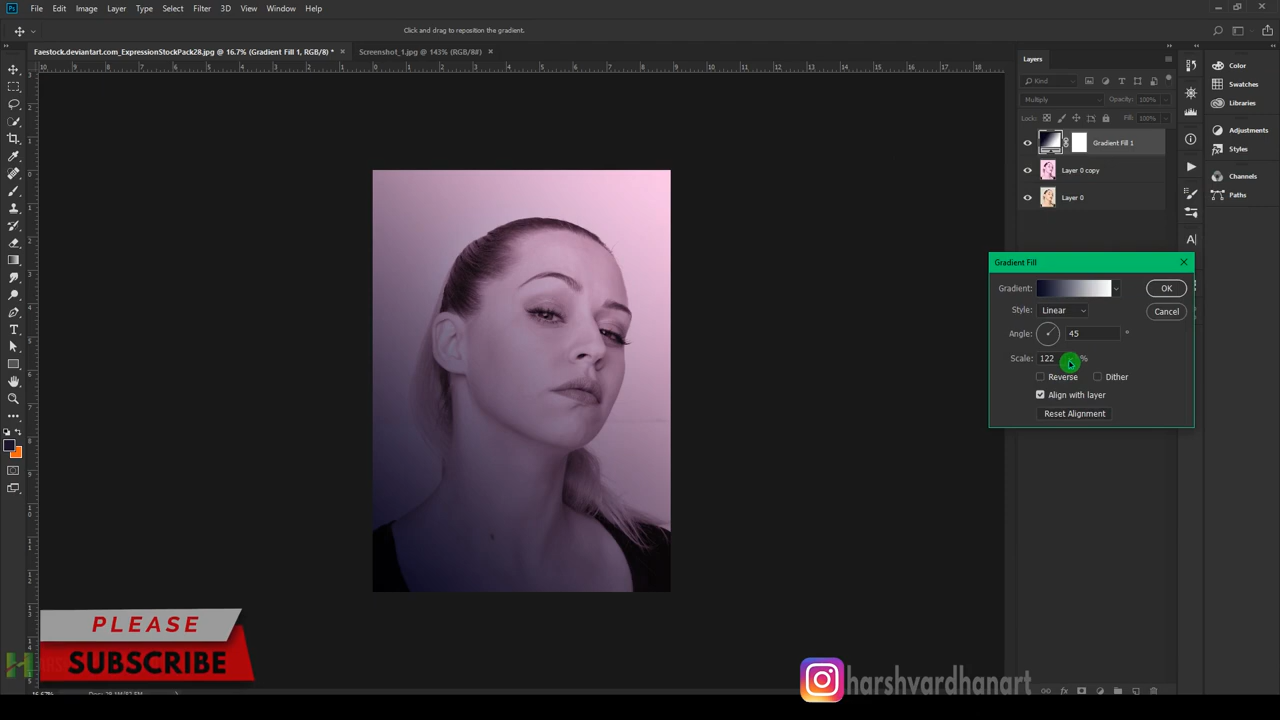 Ps File Edit Image Layer Type Select Filter 3D View Window Help
Click and drag to reposition the gradient.
Faestock.deviantart.com_ExpressionStockPack28.jpg @ 16.7% (Gradient Fill 1, RGB/8) * × Screenshot_1.jpg @ 143% (RGB/8#) ×
Layers
Kind
Multiply Opacity: 100%
Lock: Fill: 100%
Gradient Fill 1
Layer 0 copy
Layer 0
Color
Swatches
Libraries
Adjustments
Styles
Channels
Paths
Gradient Fill
Gradient: OK
Style: Linear Cancel
Angle: 45 °
Scale: 122 %
Reverse Dither
Align with layer
Reset Alignment
PLEASE
SUBSCRIBE
harshvardhanart